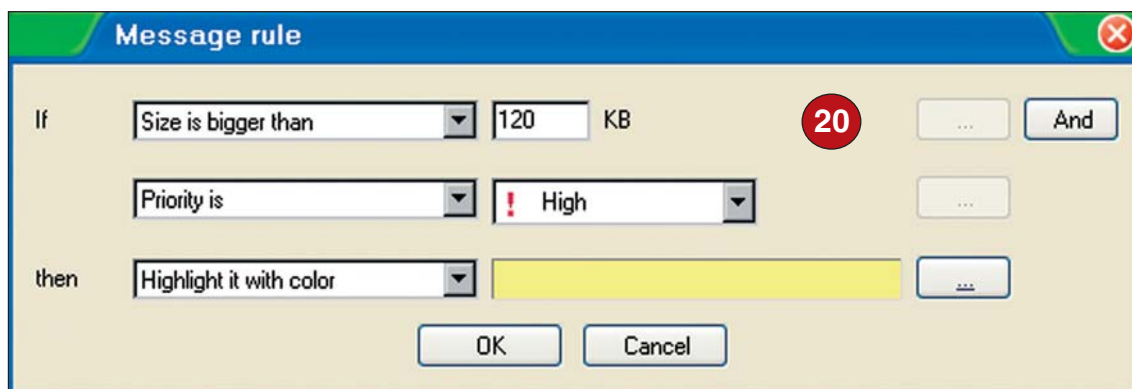 Message rule
If Size is bigger than 120 KB 20 ... And
Priority is ! High ...
then Highlight it with color ...
OK Cancel